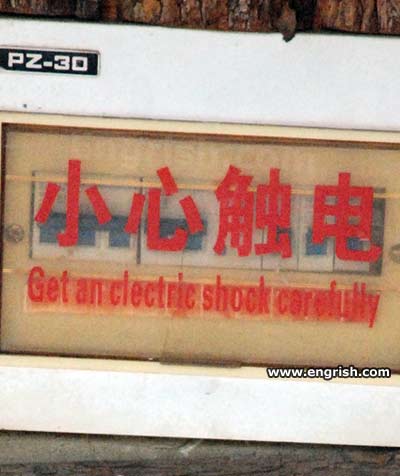 PZ-30
小心触电
Get an electric shock carefully
www.engrish.com